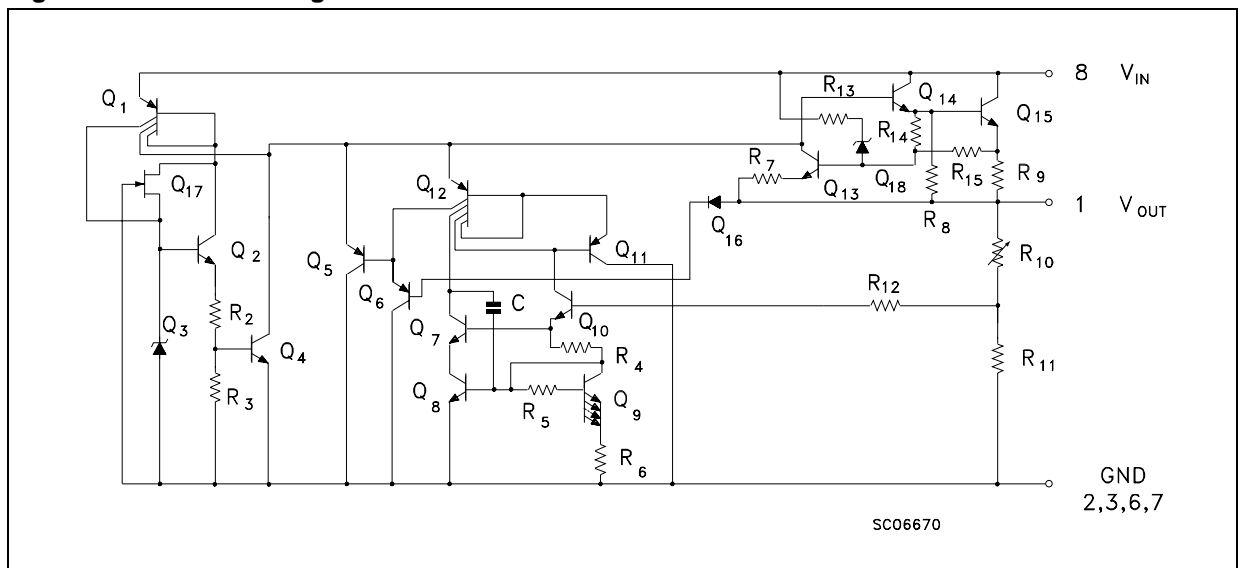 Q1
Q17
Q2
Q3
R2
Q4
R3
Q5
Q6
Q12
Q11
C
Q7
Q10
R4
Q8
R5
Q9
R6
R7
R13
Q14
Q15
R14
Q13
Q18
R15
R9
R8
Q16
R12
R10
R11
8 VIN
1 VOUT
GND
2,3,6,7
SC06670